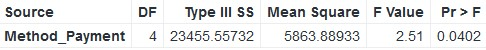 Source DF Type III SS Mean Square F Value Pr > F
Method_Payment 4 23455.55732 5863.88933 2.51 0.0402